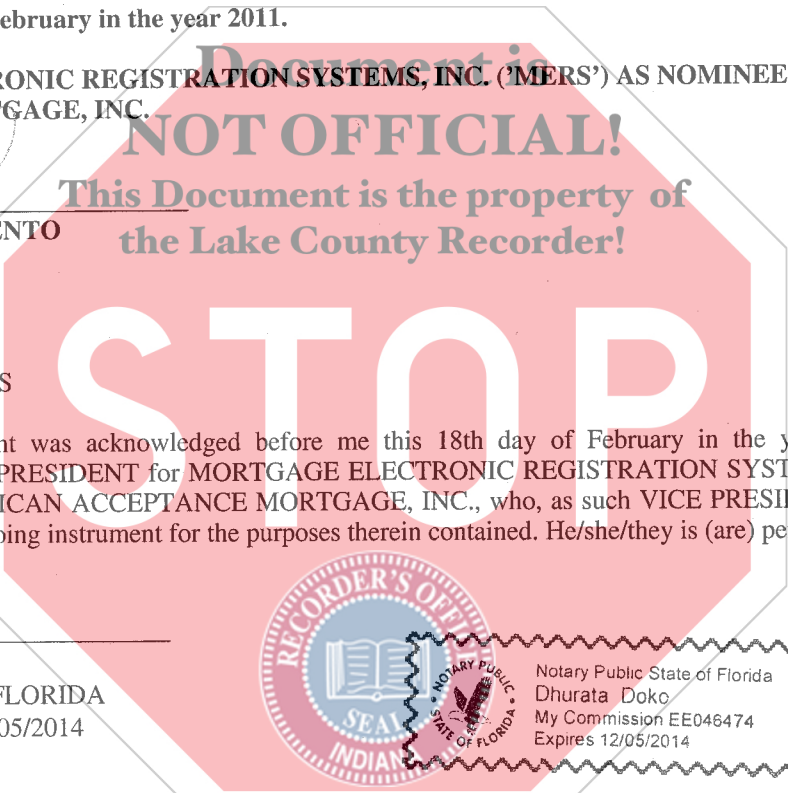 ebruary in the year 2011.
Document is
RONIC REGISTRATION SYSTEMS, INC. ('MERS') AS NOMINEE
TGAGE, INC.
NOT OFFICIAL!
This Document is the property of
ENTO
the Lake County Recorder!
STOP
S
nt was acknowledged before me this 18th day of February in the y
PRESIDENT for MORTGAGE ELECTRONIC REGISTRATION SYST
ICAN ACCEPTANCE MORTGAGE, INC., who, as such VICE PRESI
oing instrument for the purposes therein contained. He/she/they is (are) pe
RECORDER'S OFFICE
SEAL
INDIANA
NOTARY PUBLIC
STATE OF FLORIDA
Notary Public State of Florida
Dhurata Doko
My Commission EE046474
Expires 12/05/2014
FLORIDA
05/2014